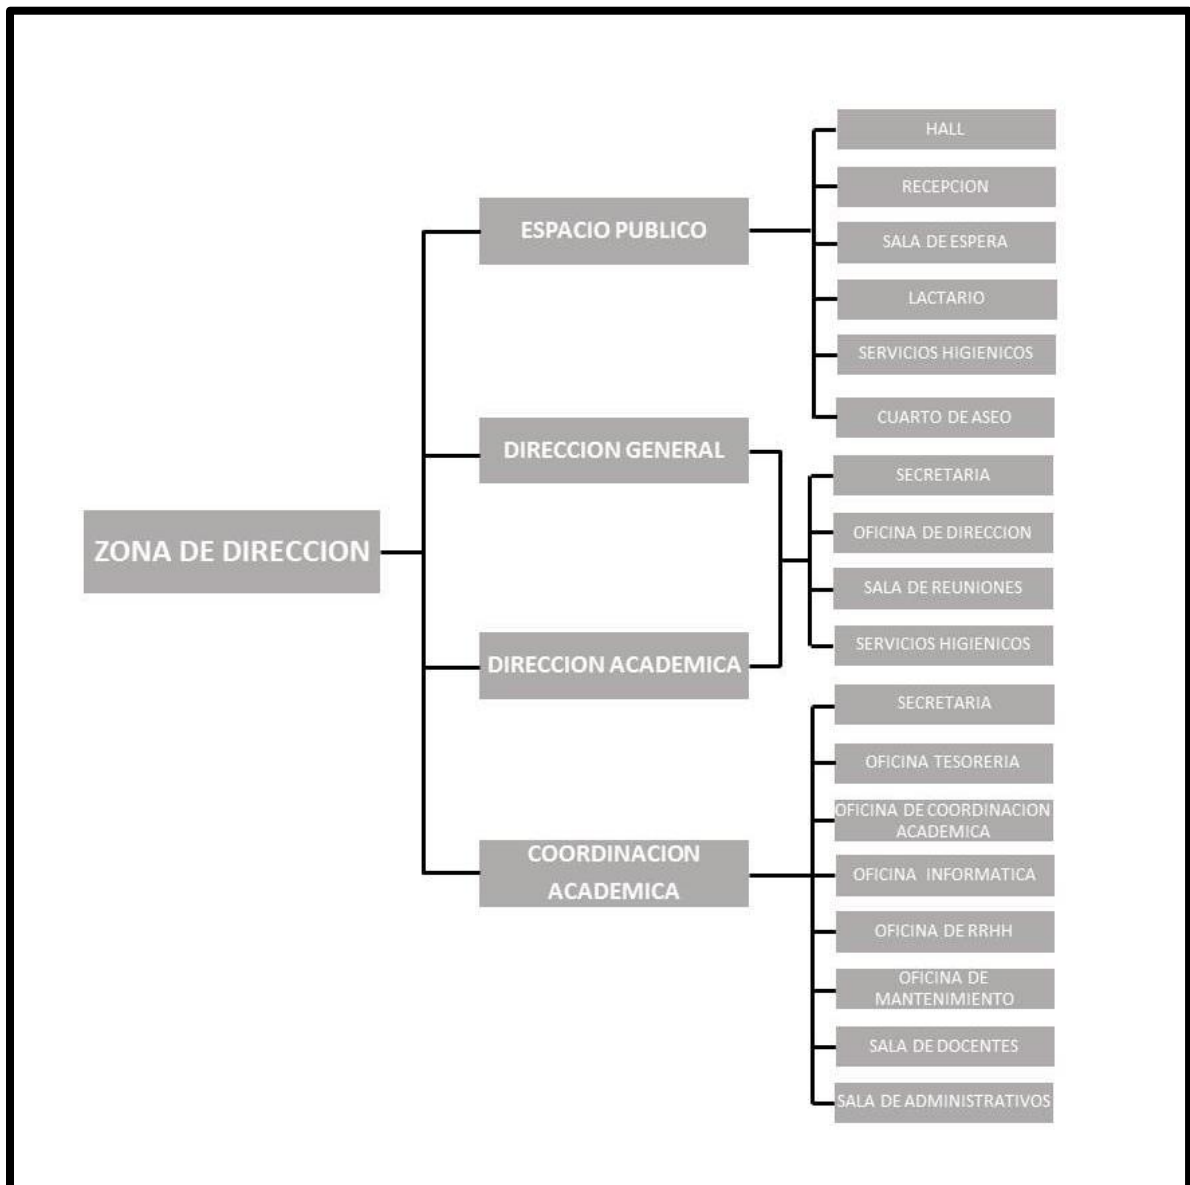 ZONA DE DIRECCION
ESPACIO PUBLICO
HALL
RECEPCION
SALA DE ESPERA
LACTARIO
SERVICIOS HIGIENICOS
CUARTO DE ASEO
DIRECCION GENERAL
DIRECCION ACADEMICA
SECRETARIA
OFICINA DE DIRECCION
SALA DE REUNIONES
SERVICIOS HIGIENICOS
COORDINACION
ACADEMICA
SECRETARIA
OFICINA TESORERIA
OFICINA DE COORDINACION
ACADEMICA
OFICINA INFORMATICA
OFICINA DE RRHH
OFICINA DE
MANTENIMIENTO
SALA DE DOCENTES
SALA DE ADMINISTRATIVOS